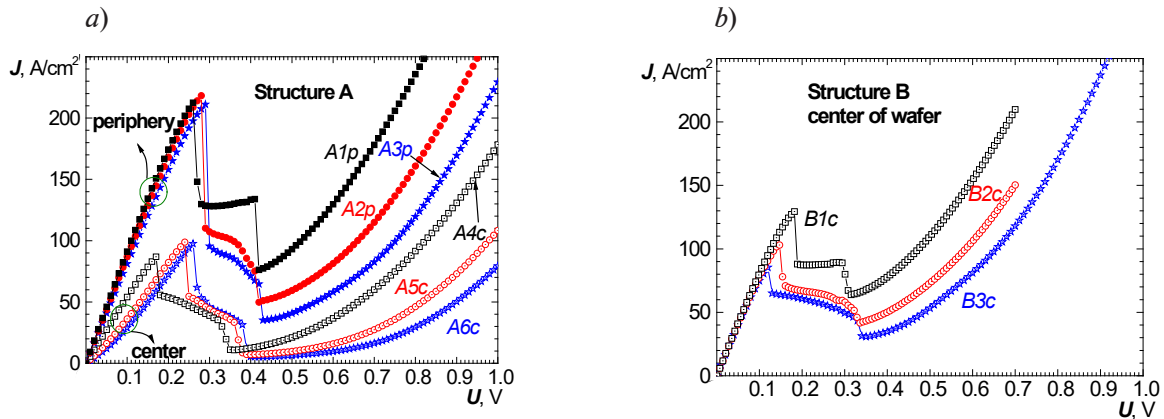 a)
J, A/cm²
200
150
100
50
0
0.1 0.2 0.3 0.4 0.5 0.6 0.7 0.8 0.9 1.0
U, V
Structure A
periphery
center
A1p
A2p
A3p
A4c
A5c
A6c
b)
J, A/cm²
200
150
100
50
0
0.1 0.2 0.3 0.4 0.5 0.6 0.7 0.8 0.9 1.0
U, V
Structure B
center of wafer
B1c
B2c
B3c